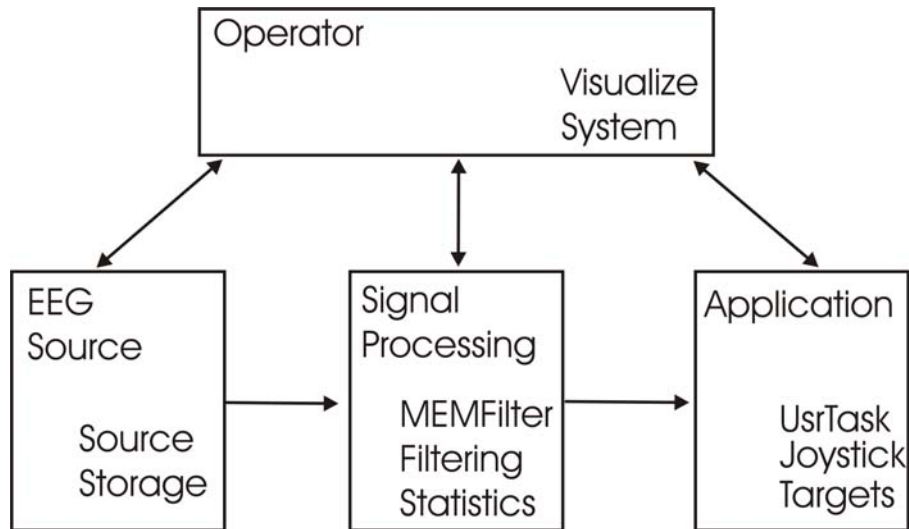 Operator
Visualize
System
EEG
Source
Source
Storage
Signal
Processing
MEMFilter
Filtering
Statistics
Application
UsrTask
Joystick
Targets